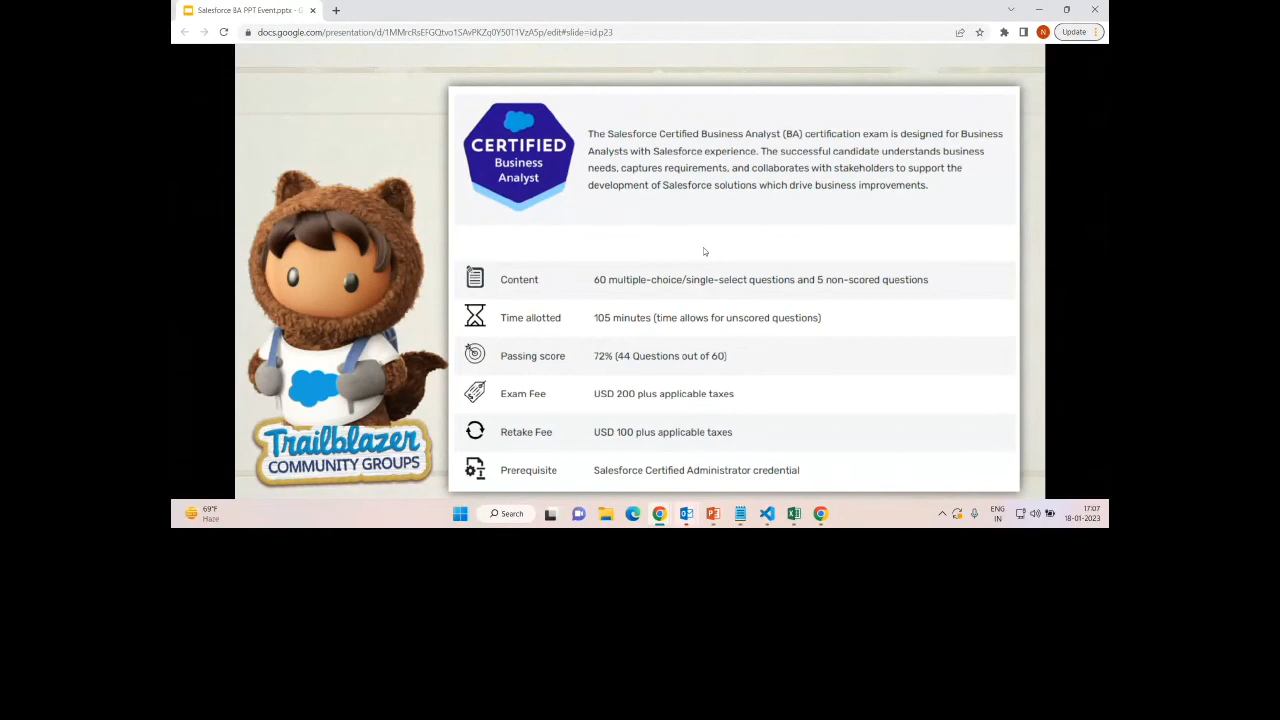 Salesforce BA PPT Event.pptx - G
docs.google.com/presentation/d/1MMrcRsEFGQtvo1SAvPKZq0Y50T1VzA5p/edit#slide=id.p23
N
Update
CERTIFIED
Business
Analyst
The Salesforce Certified Business Analyst (BA) certification exam is designed for Business
Analysts with Salesforce experience. The successful candidate understands business
needs, captures requirements, and collaborates with stakeholders to support the
development of Salesforce solutions which drive business improvements.
Content 60 multiple-choice/single-select questions and 5 non-scored questions
Time allotted 105 minutes (time allows for unscored questions)
Passing score 72% (44 Questions out of 60)
Exam Fee USD 200 plus applicable taxes
Retake Fee USD 100 plus applicable taxes
Prerequisite Salesforce Certified Administrator credential
Trailblazer
COMMUNITY GROUPS
69°F
Haze
Search
ENG
IN
17:07
18-01-2023